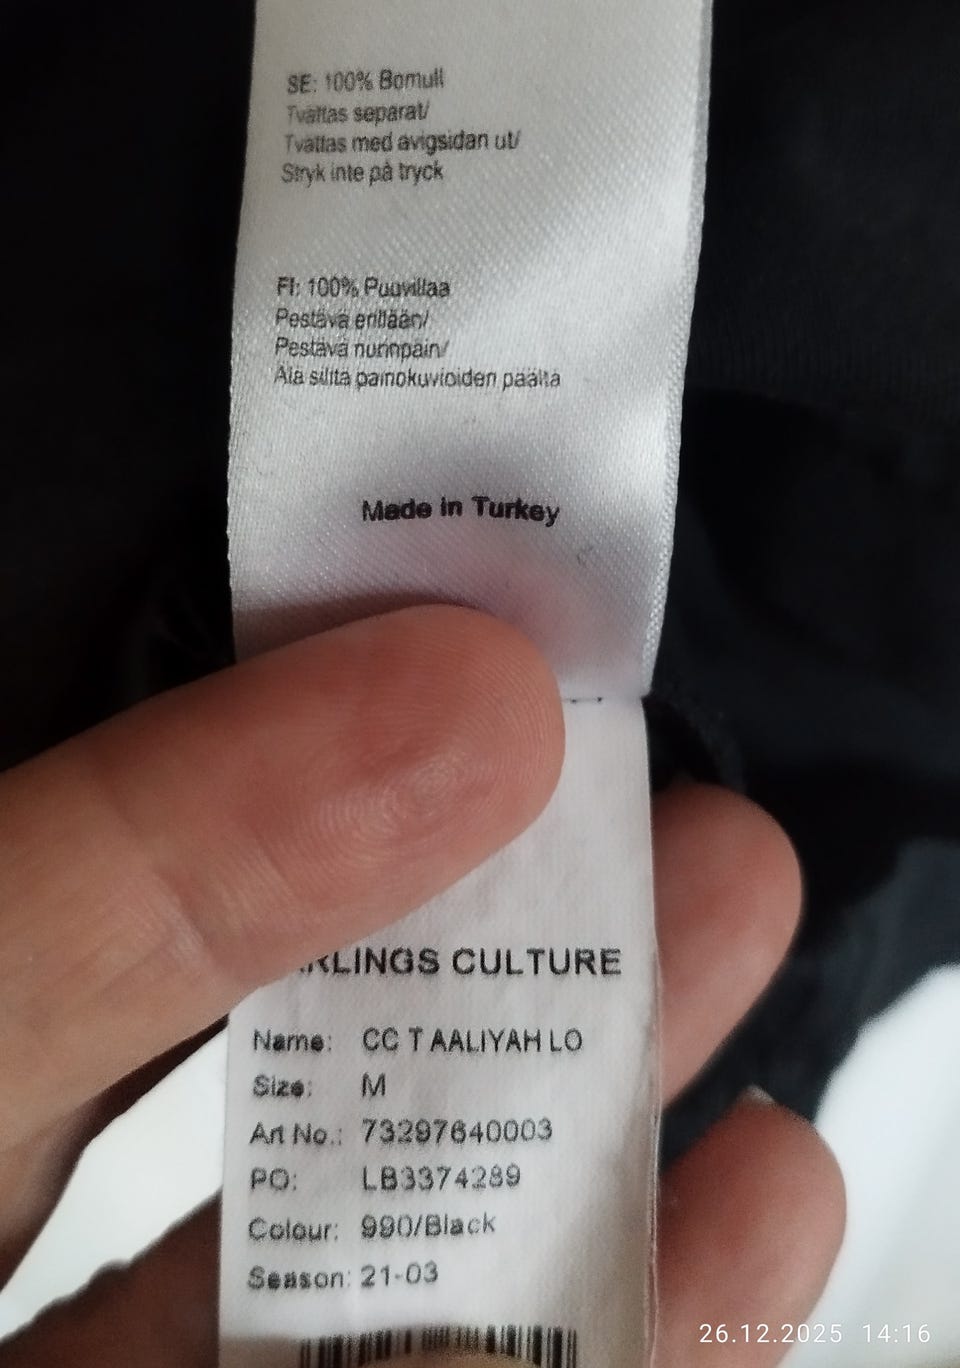 SE: 100% Bomull
Tvättas separat/
Tvättas med avigsidan ut/
Stryk inte på tryck
FI: 100% Puuvillaa
Pestävä erillään/
Pestävä nurinpäin/
Älä silitä painokuvioiden päältä
Made in Turkey
RLINGS CULTURE
Name: CC T AALIYAH LO
Size: M
Art No.: 73297640003
PO: LB3374289
Colour: 990/Black
Season: 21-03
26.12.2025 14:16